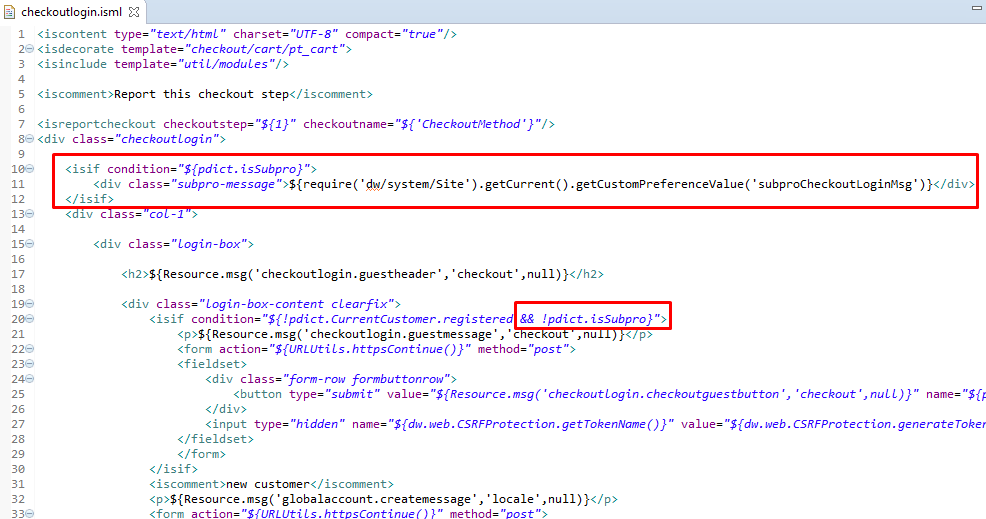 checkoutlogin.isml
1 <iscontent type="text/html" charset="UTF-8" compact="true"/>
2 <isdecorate template="checkout/cart/pt_cart">
3 <isinclude template="util/modules"/>
4
5 <iscomment>Report this checkout step</iscomment>
6
7 <isreportcheckout checkoutstep="${1}" checkoutname="${'CheckoutMethod'}"/>
8 <div class="checkoutlogin">
9
10 <isif condition="${pdict.isSubpro}">
11 <div class="subpro-message">${require('dw/system/Site').getCurrent().getCustomPreferenceValue('subproCheckoutLoginMsg')}</div>
12 </isif>
13 <div class="col-1">
14
15 <div class="login-box">
16
17 <h2>${Resource.msg('checkoutlogin.guestheader','checkout',null)}</h2>
18
19 <div class="login-box-content clearfix">
20 <isif condition="${!pdict.CurrentCustomer.registered && !pdict.isSubpro}">
21 <p>${Resource.msg('checkoutlogin.guestmessage','checkout',null)}</p>
22 <form action="${URLUtils.httpsContinue()}" method="post">
23 <fieldset>
24 <div class="form-row formbuttonrow">
25 <button type="submit" value="${Resource.msg('checkoutlogin.checkoutguestbutton','checkout',null)}" name="${p
26 </div>
27 <input type="hidden" name="${dw.web.CSRFProtection.getTokenName()}" value="${dw.web.CSRFProtection.generateToken
28 </fieldset>
29 </form>
30 </isif>
31 <iscomment>new customer</iscomment>
32 <p>${Resource.msg('globalaccount.createmessage','locale',null)}</p>
33 <form action="${URLUtils.httpsContinue()}" method="post">